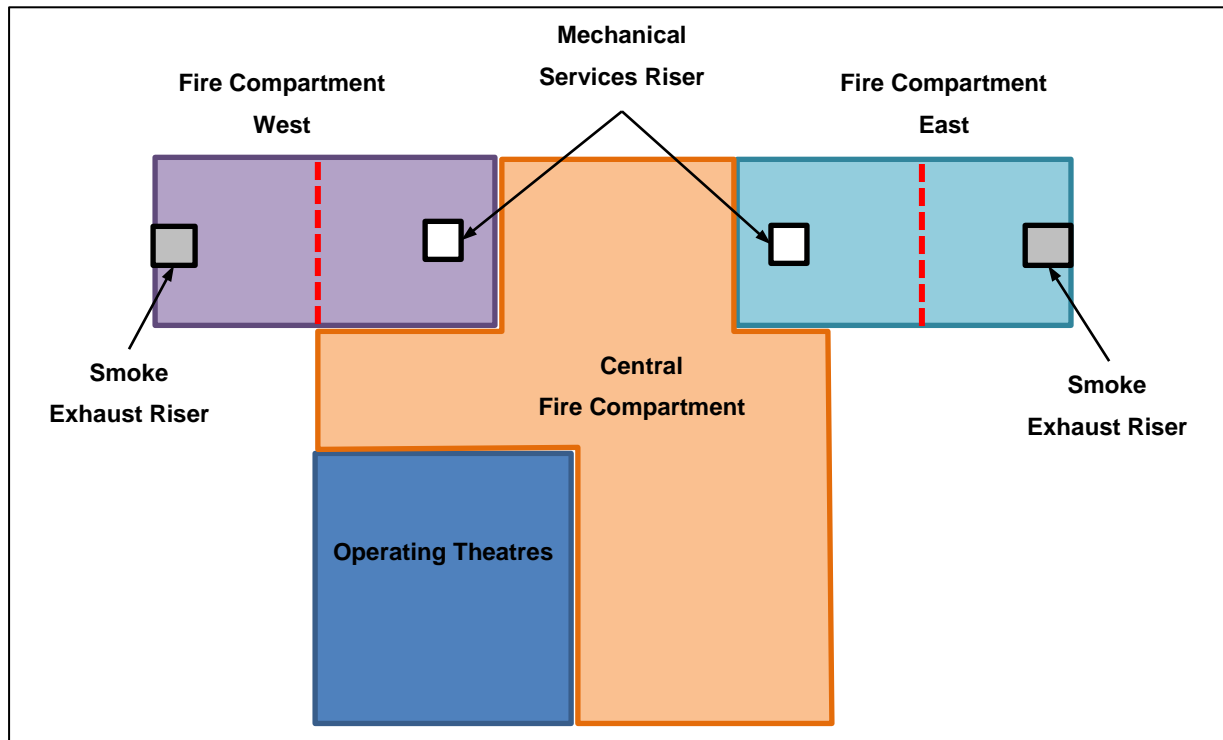 Mechanical
Services Riser
Fire Compartment
West
Fire Compartment
East
Smoke
Exhaust Riser
Central
Fire Compartment
Smoke
Exhaust Riser
Operating Theatres